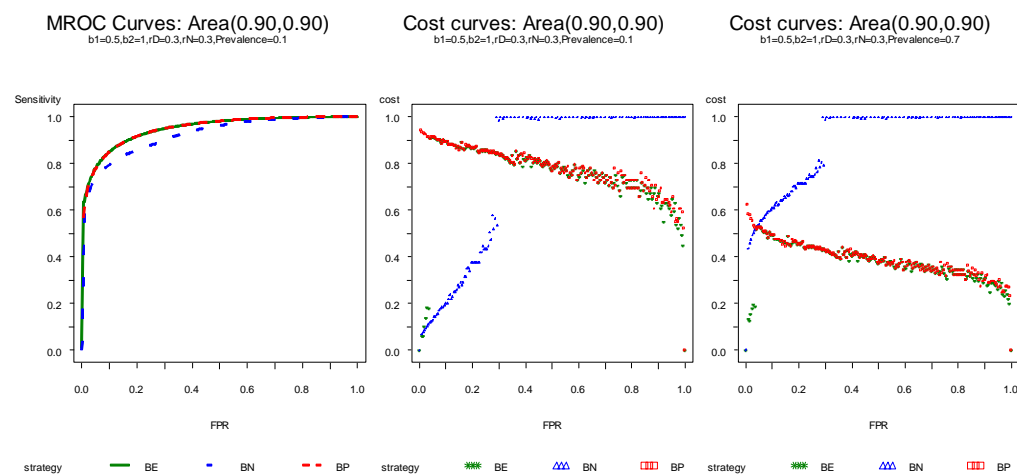 MROC Curves: Area(0.90,0.90)
b1=0.5,b2=1,rD=0.3,rN=0.3,Prevalence=0.1
Sensitivity
1.0
0.8
0.6
0.4
0.2
0.0
0.0 0.2 0.4 0.6 0.8 1.0
FPR
strategy BE BN BP
Cost curves: Area(0.90,0.90)
b1=0.5,b2=1,rD=0.3,rN=0.3,Prevalence=0.1
cost
1.0
0.8
0.6
0.4
0.2
0.0
0.0 0.2 0.4 0.6 0.8 1.0
FPR
strategy BE BN BP
Cost curves: Area(0.90,0.90)
b1=0.5,b2=1,rD=0.3,rN=0.3,Prevalence=0.7
cost
1.0
0.8
0.6
0.4
0.2
0.0
0.0 0.2 0.4 0.6 0.8 1.0
FPR
strategy BE BN BP